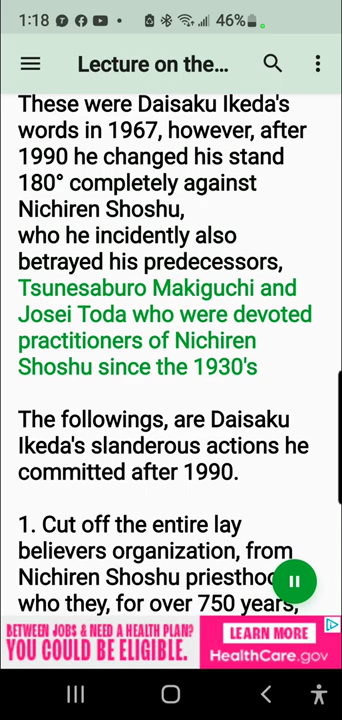 1:18 46%
Lecture on the...
These were Daisaku Ikeda's
words in 1967, however, after
1990 he changed his stand
180° completely against
Nichiren Shoshu,
who he incidently also
betrayed his predecessors,
Tsunesaburo Makiguchi and
Josei Toda who were devoted
practitioners of Nichiren
Shoshu since the 1930's
The followings, are Daisaku
Ikeda's slanderous actions he
committed after 1990.
1. Cut off the entire lay
believers organization, from
Nichiren Shoshu
who they, for over 750 years,
BETWEEN JOBS & NEED A HEALTH PLAN?
YOU COULD BE ELIGIBLE.
LEARN MORE
HealthCare.gov